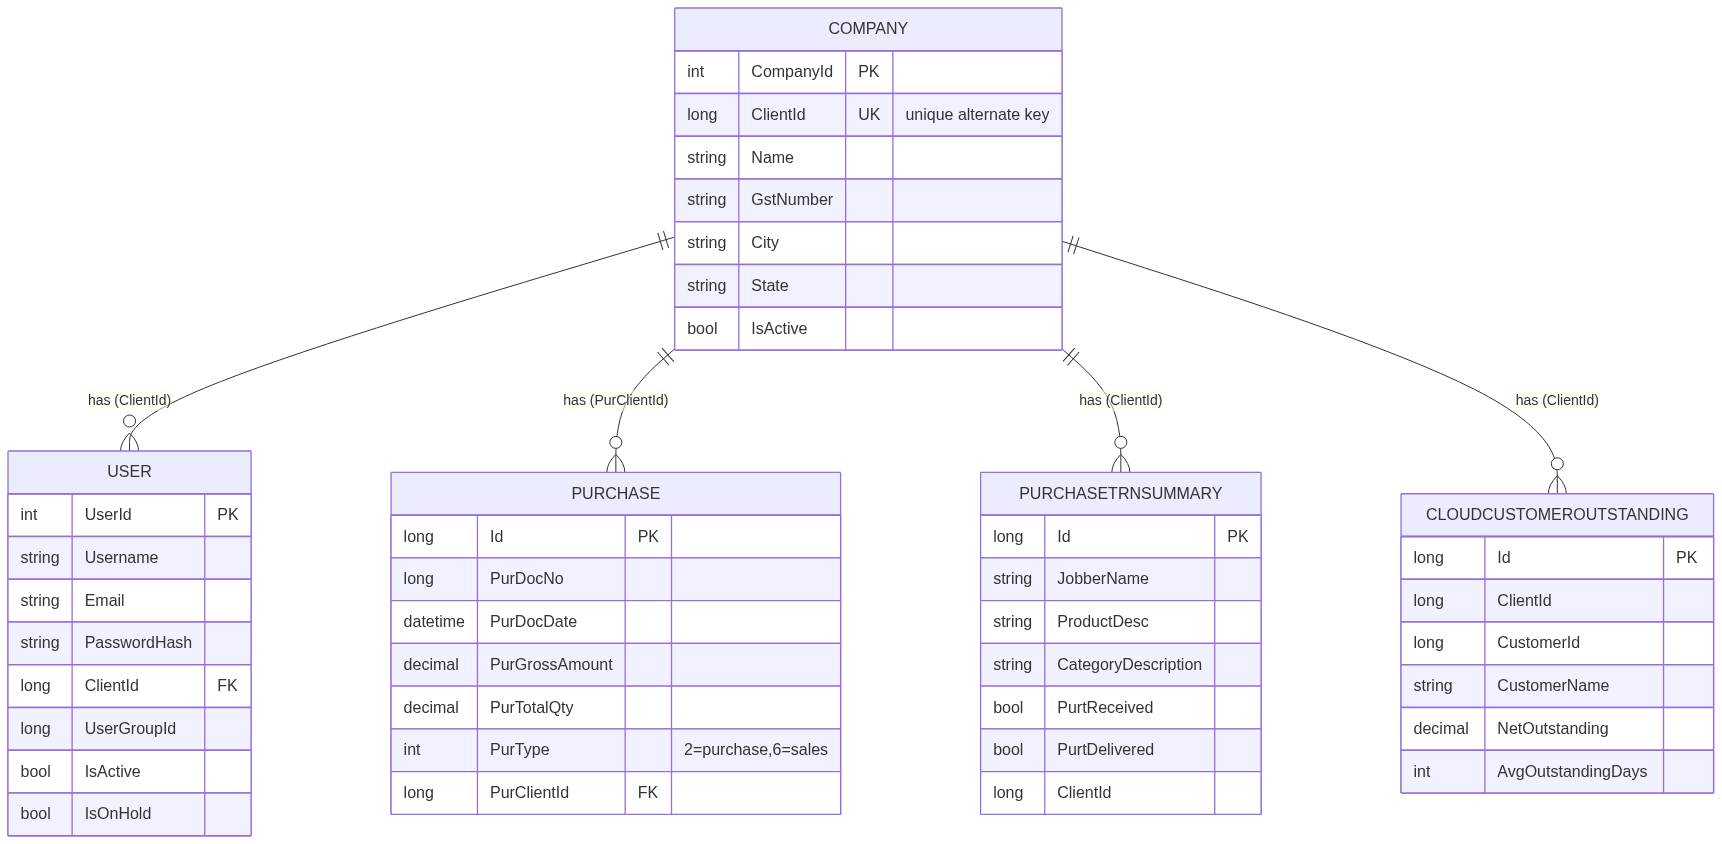 COMPANY
int CompanyId PK
long ClientId UK unique alternate key
string Name
string GstNumber
string City
string State
bool IsActive
has (ClientId)
has (PurClientId)
has (ClientId)
has (ClientId)
USER
int UserId PK
string Username
string Email
string PasswordHash
long ClientId FK
long UserGroupId
bool IsActive
bool IsOnHold
PURCHASE
long Id PK
long PurDocNo
datetime PurDocDate
decimal PurGrossAmount
decimal PurTotalQty
int PurType 2=purchase,6=sales
long PurClientId FK
PURCHASETRNSUMMARY
long Id PK
string JobberName
string ProductDesc
string CategoryDescription
bool PurtReceived
bool PurtDelivered
long ClientId
CLOUDCUSTOMEROUTSTANDING
long Id PK
long ClientId
long CustomerId
string CustomerName
decimal NetOutstanding
int AvgOutstandingDays